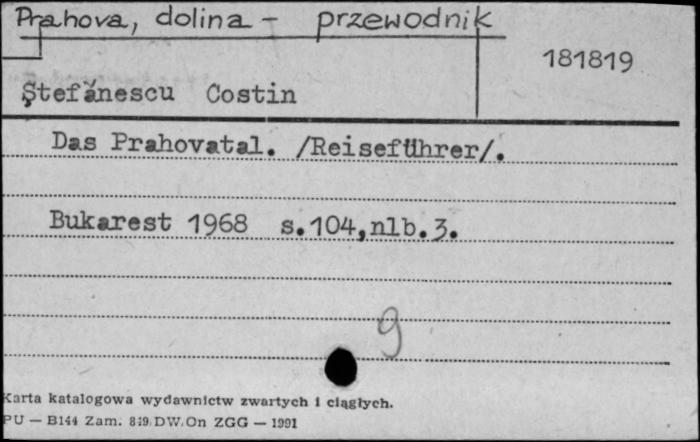 Prahova, dolina - przewodnik
181819
Ştefănescu Costin
Das Prahovatal. /Reiseführer/.
Bukarest 1968 s.104,nlb.3.
9
Karta katalogowa wydawnictw zwartych i ciągłych.
PU — B144 Zam. 849 DW.On ZGG — 1991